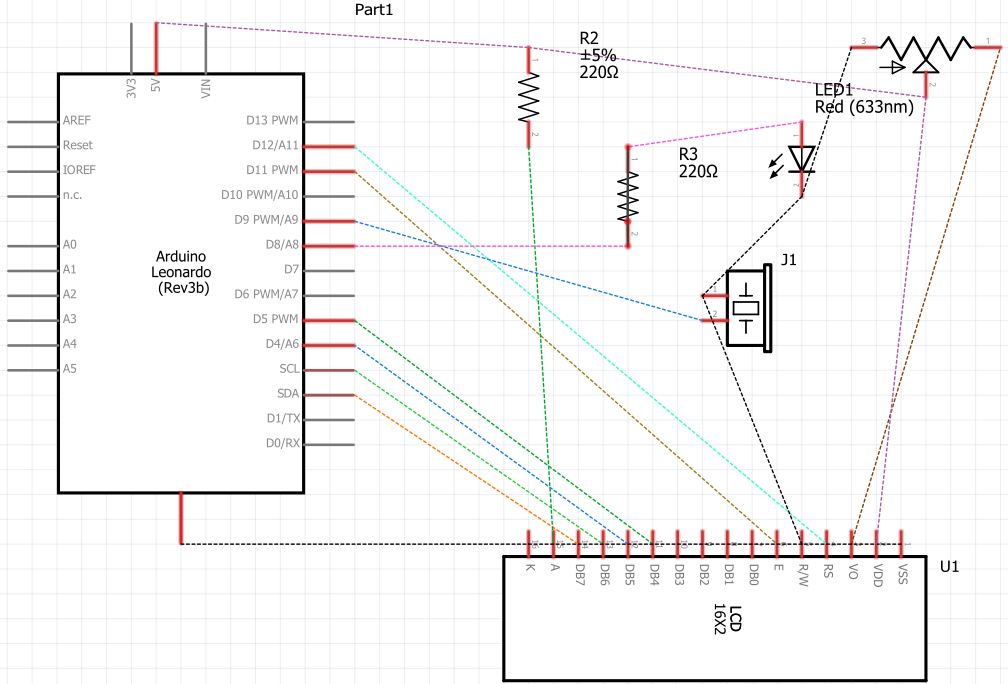 Part1
3V3
5V
VIN
AREF
Reset
IOREF
n.c.
A0
A1
A2
A3
A4
A5
Arduino
Leonardo
(Rev3b)
D13 PWM
D12/A11
D11 PWM
D10 PWM/A10
D9 PWM/A9
D8/A8
D7
D6 PWM/A7
D5 PWM
D4/A6
SCL
SDA
D1/TX
D0/RX
R2
±5%
220Ω
1
2
R3
220Ω
1
2
LED1
Red (633nm)
1
2
3
1
2
J1
1
2
U1
K
A
DB7
DB6
DB5
DB4
DB3
DB2
DB1
DB0
E
R/W
RS
VO
VDD
VSS
LCD
16X2